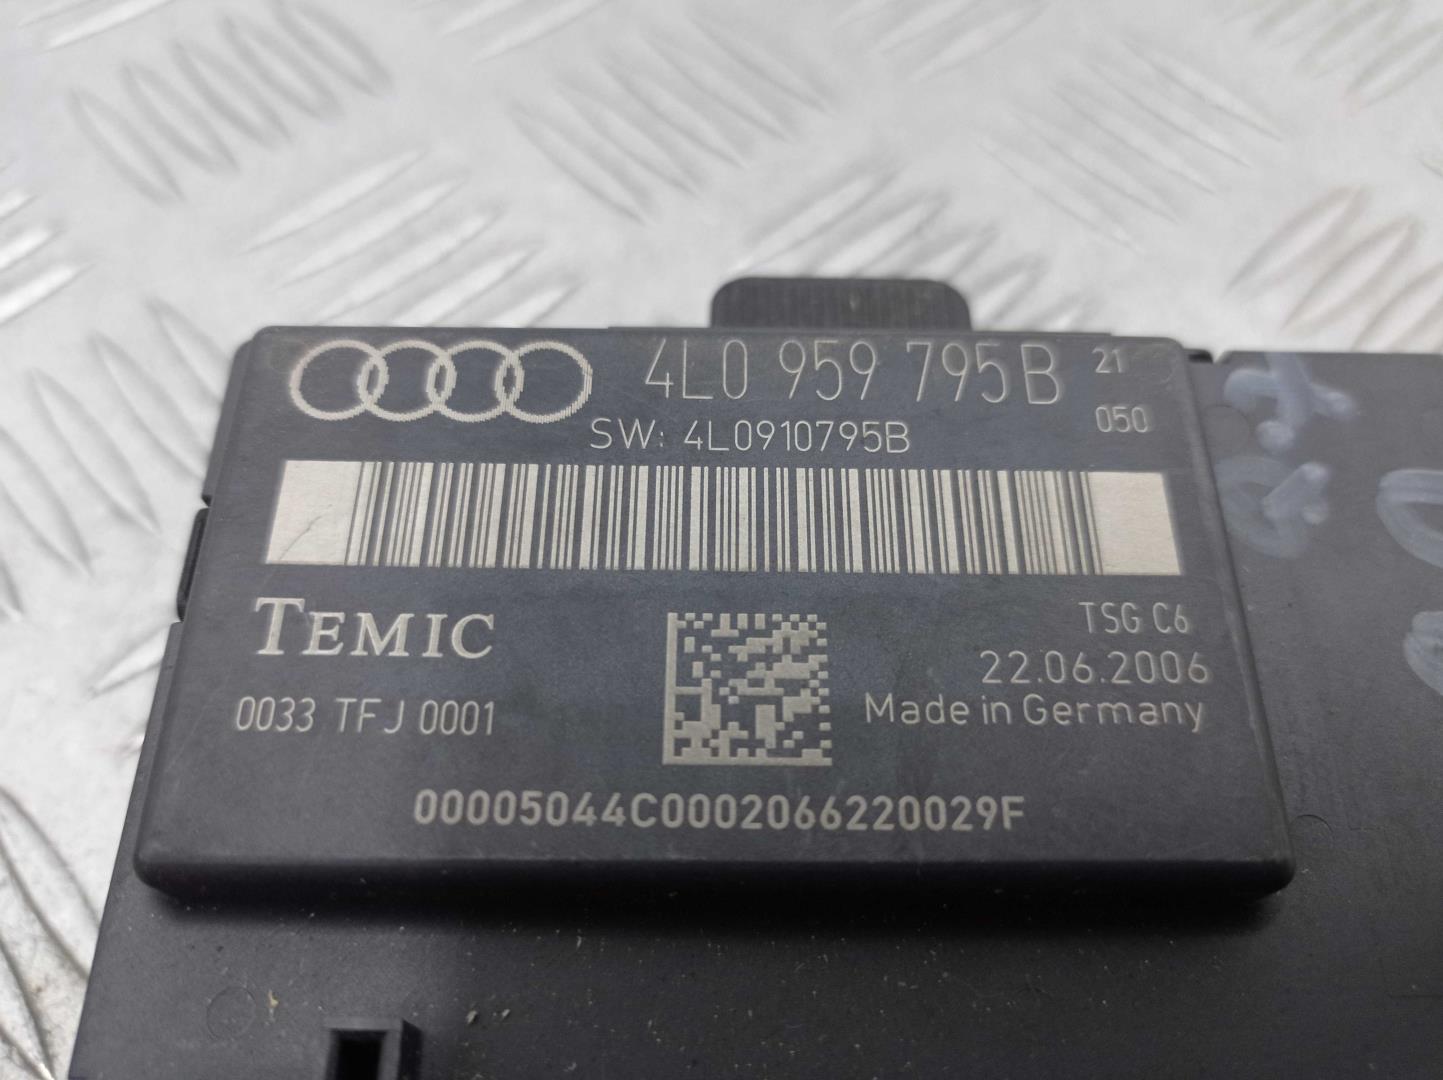 4L0 959 795B 21
SW: 4L0910795B 050
TEMIC
TSG C6
22.06.2006
0033 TFJ 0001
Made in Germany
00005044C0002066220029F